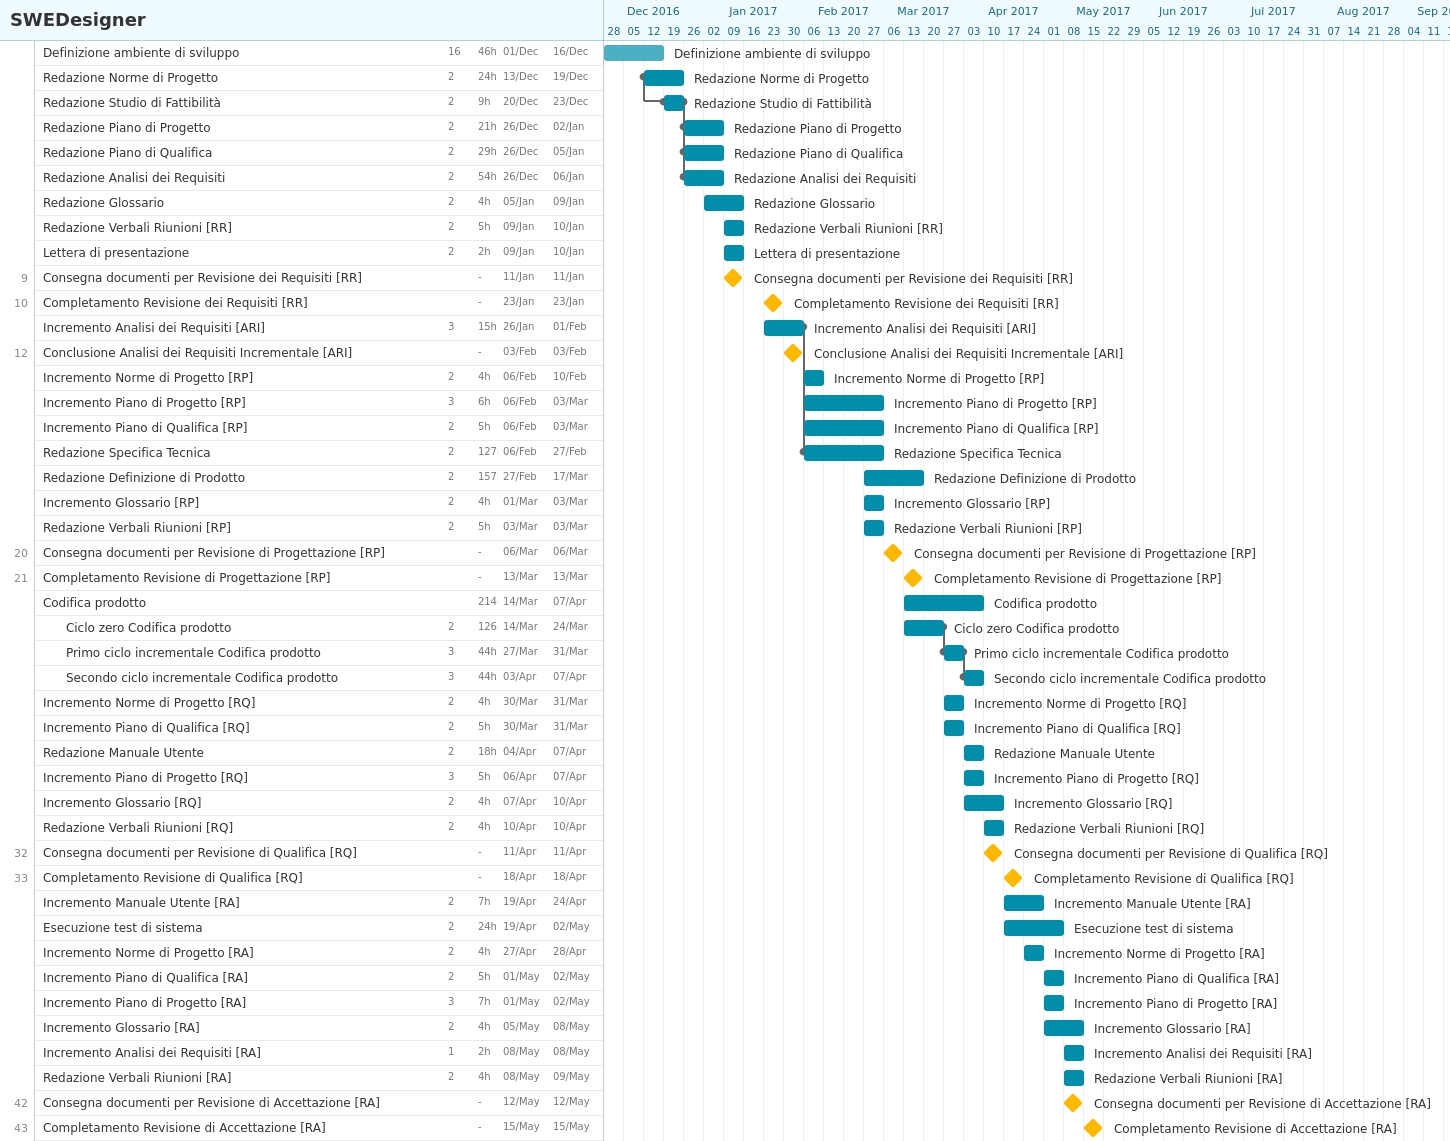 SWEDesigner
Dec 2016 Jan 2017 Feb 2017 Mar 2017 Apr 2017 May 2017 Jun 2017 Jul 2017 Aug 2017 Sep 20
28 05 12 19 26 02 09 16 23 30 06 13 20 27 06 13 20 27 03 10 17 24 01 08 15 22 29 05 12 19 26 03 10 17 24 31 07 14 21 28 04 11
Definizione ambiente di sviluppo 16 46h 01/Dec 16/Dec Definizione ambiente di sviluppo
Redazione Norme di Progetto 2 24h 13/Dec 19/Dec Redazione Norme di Progetto
Redazione Studio di Fattibilità 2 9h 20/Dec 23/Dec Redazione Studio di Fattibilità
Redazione Piano di Progetto 2 21h 26/Dec 02/Jan Redazione Piano di Progetto
Redazione Piano di Qualifica 2 29h 26/Dec 05/Jan Redazione Piano di Qualifica
Redazione Analisi dei Requisiti 2 54h 26/Dec 06/Jan Redazione Analisi dei Requisiti
Redazione Glossario 2 4h 05/Jan 09/Jan Redazione Glossario
Redazione Verbali Riunioni [RR] 2 5h 09/Jan 10/Jan Redazione Verbali Riunioni [RR]
Lettera di presentazione 2 2h 09/Jan 10/Jan Lettera di presentazione
9 Consegna documenti per Revisione dei Requisiti [RR] - 11/Jan 11/Jan Consegna documenti per Revisione dei Requisiti [RR]
10 Completamento Revisione dei Requisiti [RR] - 23/Jan 23/Jan Completamento Revisione dei Requisiti [RR]
Incremento Analisi dei Requisiti [ARI] 3 15h 26/Jan 01/Feb Incremento Analisi dei Requisiti [ARI]
12 Conclusione Analisi dei Requisiti Incrementale [ARI] - 03/Feb 03/Feb Conclusione Analisi dei Requisiti Incrementale [ARI]
Incremento Norme di Progetto [RP] 2 4h 06/Feb 10/Feb Incremento Norme di Progetto [RP]
Incremento Piano di Progetto [RP] 3 6h 06/Feb 03/Mar Incremento Piano di Progetto [RP]
Incremento Piano di Qualifica [RP] 2 5h 06/Feb 03/Mar Incremento Piano di Qualifica [RP]
Redazione Specifica Tecnica 2 127 06/Feb 27/Feb Redazione Specifica Tecnica
Redazione Definizione di Prodotto 2 157 27/Feb 17/Mar Redazione Definizione di Prodotto
Incremento Glossario [RP] 2 4h 01/Mar 03/Mar Incremento Glossario [RP]
Redazione Verbali Riunioni [RP] 2 5h 03/Mar 03/Mar Redazione Verbali Riunioni [RP]
20 Consegna documenti per Revisione di Progettazione [RP] - 06/Mar 06/Mar Consegna documenti per Revisione di Progettazione [RP]
21 Completamento Revisione di Progettazione [RP] - 13/Mar 13/Mar Completamento Revisione di Progettazione [RP]
Codifica prodotto 214 14/Mar 07/Apr Codifica prodotto
Ciclo zero Codifica prodotto 2 126 14/Mar 24/Mar Ciclo zero Codifica prodotto
Primo ciclo incrementale Codifica prodotto 3 44h 27/Mar 31/Mar Primo ciclo incrementale Codifica prodotto
Secondo ciclo incrementale Codifica prodotto 3 44h 03/Apr 07/Apr Secondo ciclo incrementale Codifica prodotto
Incremento Norme di Progetto [RQ] 2 4h 30/Mar 31/Mar Incremento Norme di Progetto [RQ]
Incremento Piano di Qualifica [RQ] 2 5h 30/Mar 31/Mar Incremento Piano di Qualifica [RQ]
Redazione Manuale Utente 2 18h 04/Apr 07/Apr Redazione Manuale Utente
Incremento Piano di Progetto [RQ] 3 5h 06/Apr 07/Apr Incremento Piano di Progetto [RQ]
Incremento Glossario [RQ] 2 4h 07/Apr 10/Apr Incremento Glossario [RQ]
Redazione Verbali Riunioni [RQ] 2 4h 10/Apr 10/Apr Redazione Verbali Riunioni [RQ]
32 Consegna documenti per Revisione di Qualifica [RQ] - 11/Apr 11/Apr Consegna documenti per Revisione di Qualifica [RQ]
33 Completamento Revisione di Qualifica [RQ] - 18/Apr 18/Apr Completamento Revisione di Qualifica [RQ]
Incremento Manuale Utente [RA] 2 7h 19/Apr 24/Apr Incremento Manuale Utente [RA]
Esecuzione test di sistema 2 24h 19/Apr 02/May Esecuzione test di sistema
Incremento Norme di Progetto [RA] 2 4h 27/Apr 28/Apr Incremento Norme di Progetto [RA]
Incremento Piano di Qualifica [RA] 2 5h 01/May 02/May Incremento Piano di Qualifica [RA]
Incremento Piano di Progetto [RA] 3 7h 01/May 02/May Incremento Piano di Progetto [RA]
Incremento Glossario [RA] 2 4h 05/May 08/May Incremento Glossario [RA]
Incremento Analisi dei Requisiti [RA] 1 2h 08/May 08/May Incremento Analisi dei Requisiti [RA]
Redazione Verbali Riunioni [RA] 2 4h 08/May 09/May Redazione Verbali Riunioni [RA]
42 Consegna documenti per Revisione di Accettazione [RA] - 12/May 12/May Consegna documenti per Revisione di Accettazione [RA]
43 Completamento Revisione di Accettazione [RA] - 15/May 15/May Completamento Revisione di Accettazione [RA]